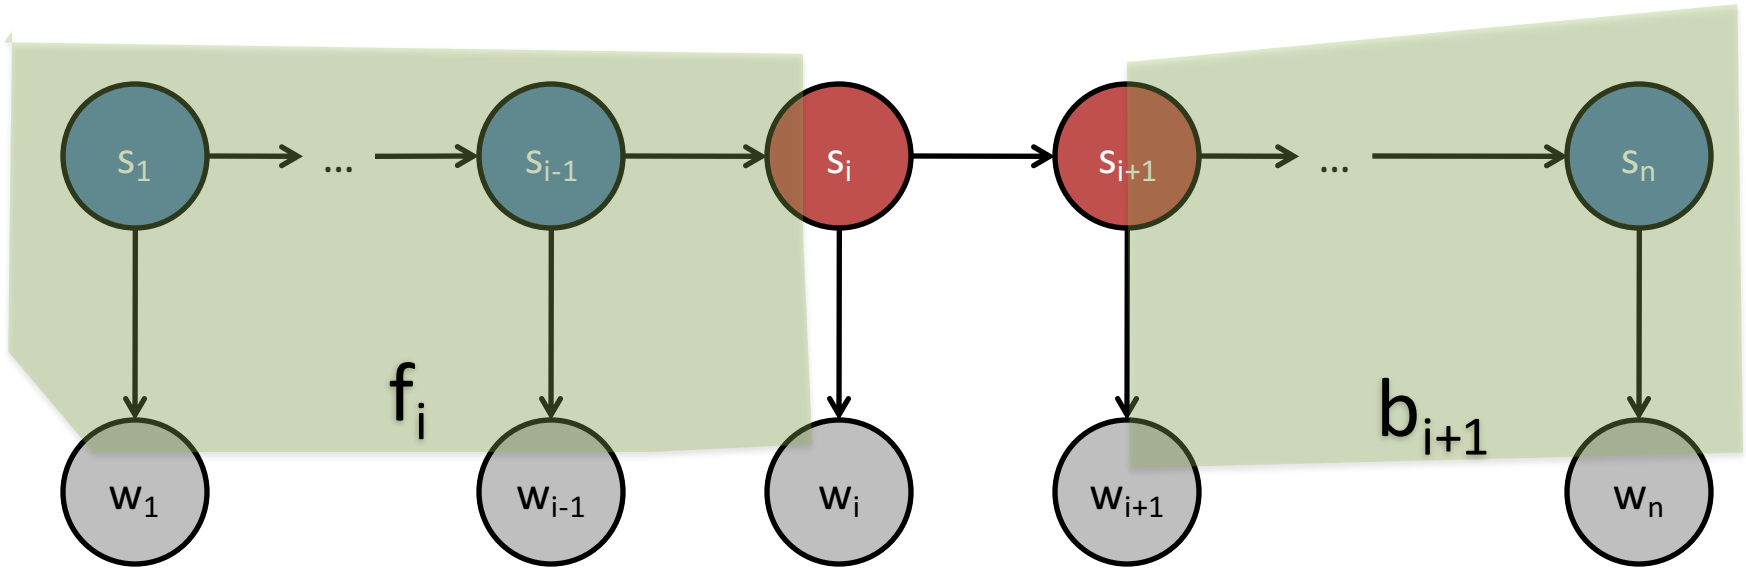 s₁ ... sᵢ₋₁ sᵢ sᵢ₊₁ ... sₙ
fᵢ bᵢ₊₁
w₁ wᵢ₋₁ wᵢ wᵢ₊₁ wₙ